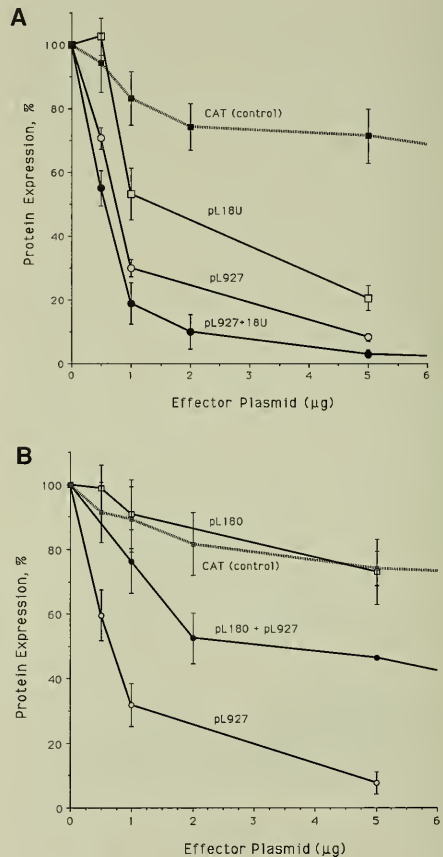 A
100
80
60
40
20
0
Protein Expression, %
CAT (control)
pL18U
pL927
pL927+18U
0 1 2 3 4 5 6
Effector Plasmid (µg)
B
100
80
60
40
20
0
Protein Expression, %
pL180
CAT (control)
pL180 + pL927
pL927
0 1 2 3 4 5 6
Effector Plasmid (µg)